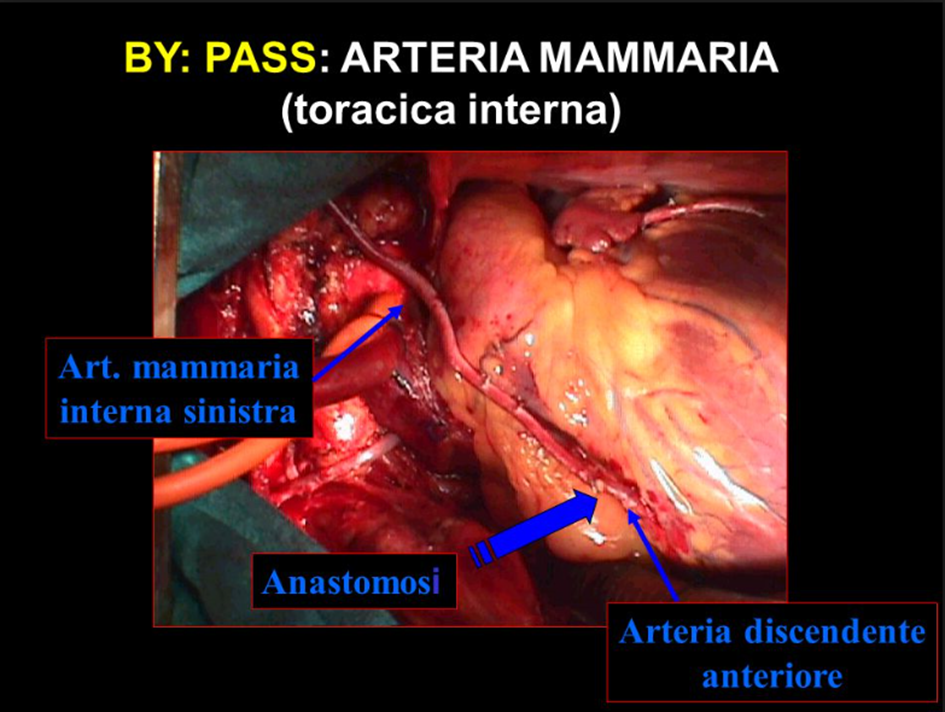 BY: PASS: ARTERIA MAMMARIA
(toracica interna)
Art. mammaria
interna sinistra
Anastomosi
Arteria discendente
anteriore